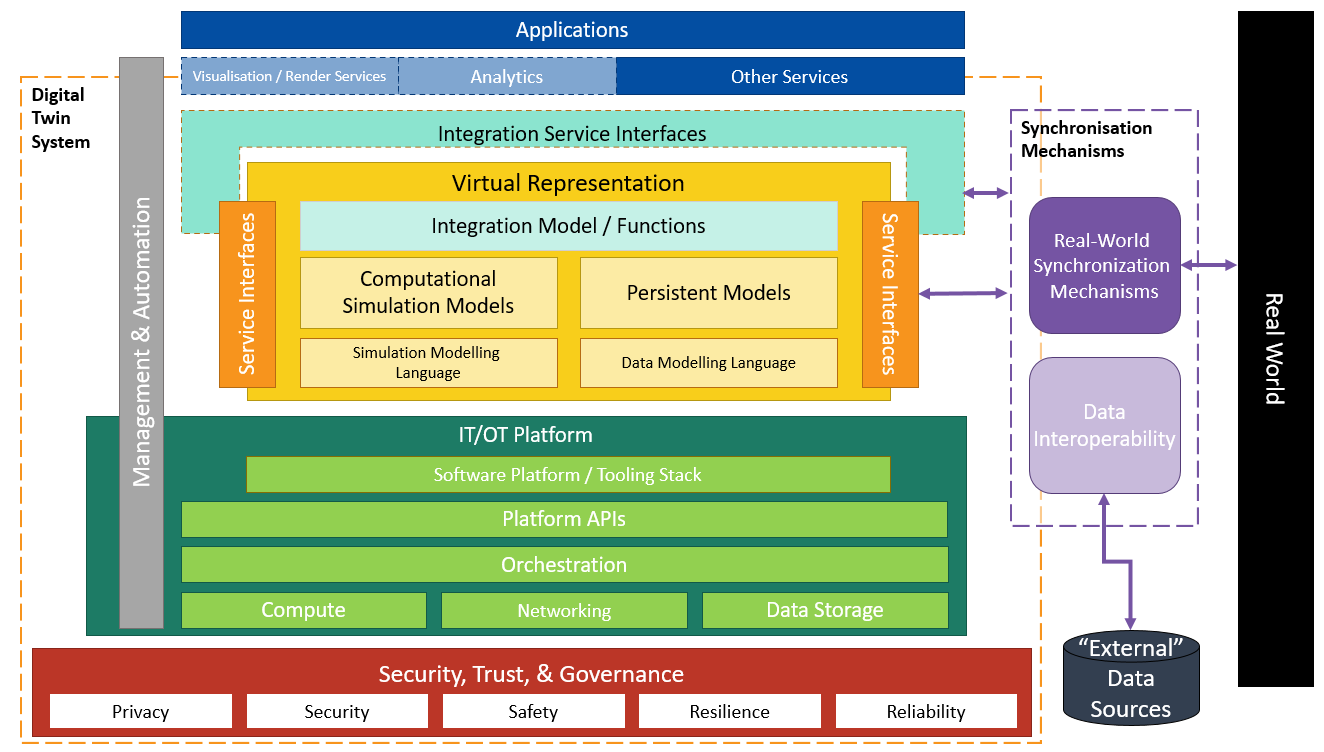 Applications
Visualisation / Render Services
Analytics
Other Services
Digital
Twin
System
Management & Automation
Integration Service Interfaces
Virtual Representation
Service Interfaces
Integration Model / Functions
Computational
Simulation Models
Persistent Models
Simulation Modelling
Language
Data Modelling Language
Service Interfaces
Synchronisation
Mechanisms
Real-World
Synchronization
Mechanisms
Data
Interoperability
Real World
IT/OT Platform
Software Platform / Tooling Stack
Platform APIs
Orchestration
Compute
Networking
Data Storage
Security, Trust, & Governance
Privacy
Security
Safety
Resilience
Reliability
“External”
Data
Sources